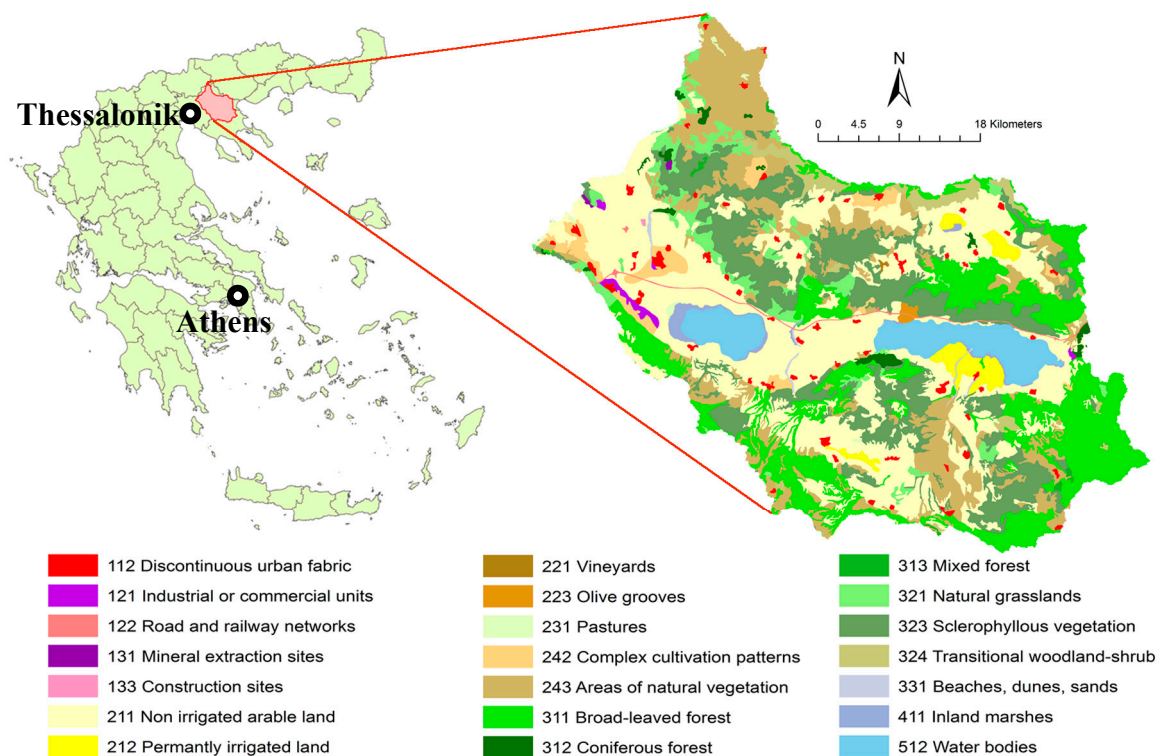 Thessalonik
Athens
N
0 4.5 9 18 Kilometers
112 Discontinuous urban fabric
121 Industrial or commercial units
122 Road and railway networks
131 Mineral extraction sites
133 Construction sites
211 Non irrigated arable land
212 Permantly irrigated land
221 Vineyards
223 Olive grooves
231 Pastures
242 Complex cultivation patterns
243 Areas of natural vegetation
311 Broad-leaved forest
312 Coniferous forest
313 Mixed forest
321 Natural grasslands
323 Sclerophyllous vegetation
324 Transitional woodland-shrub
331 Beaches, dunes, sands
411 Inland marshes
512 Water bodies